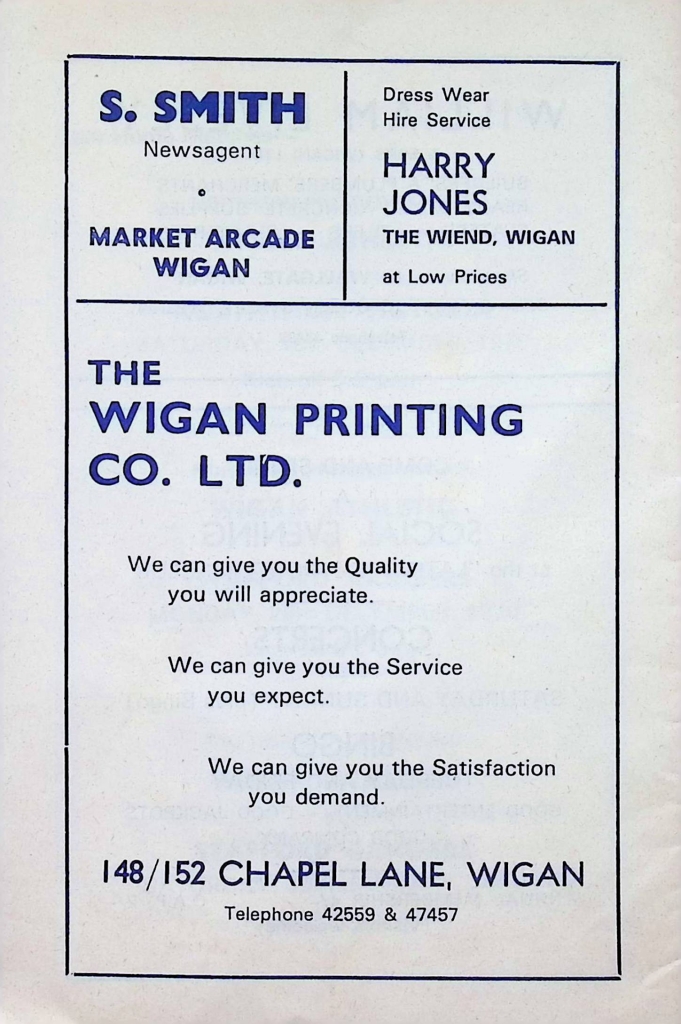 S. SMITH
Newsagent
MARKET ARCADE
WIGAN
Dress Wear
Hire Service
HARRY
JONES
THE WIEND, WIGAN
at Low Prices
THE
WIGAN PRINTING
CO. LTD.
We can give you the Quality
you will appreciate.
We can give you the Service
you expect.
We can give you the Satisfaction
you demand.
148/152 CHAPEL LANE, WIGAN
Telephone 42559 & 47457